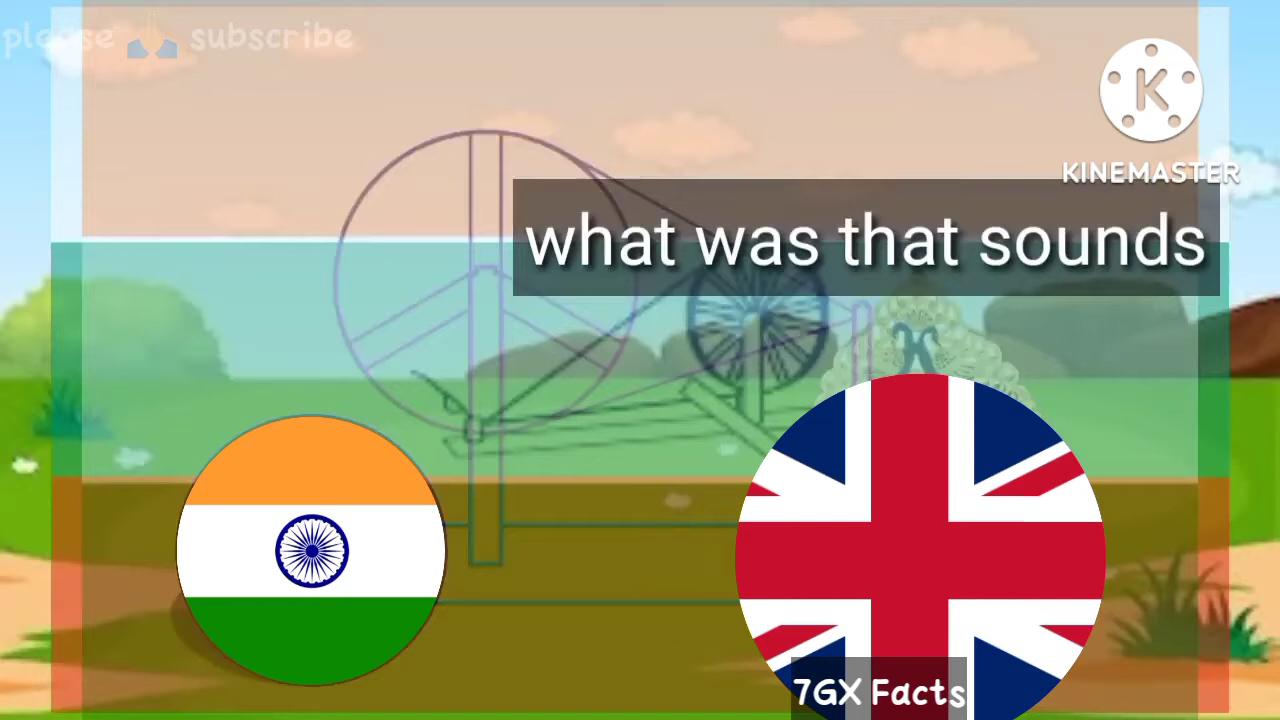 please 🙏 subscribe
K
KINEMASTER
what was that sounds
K
7GX Facts